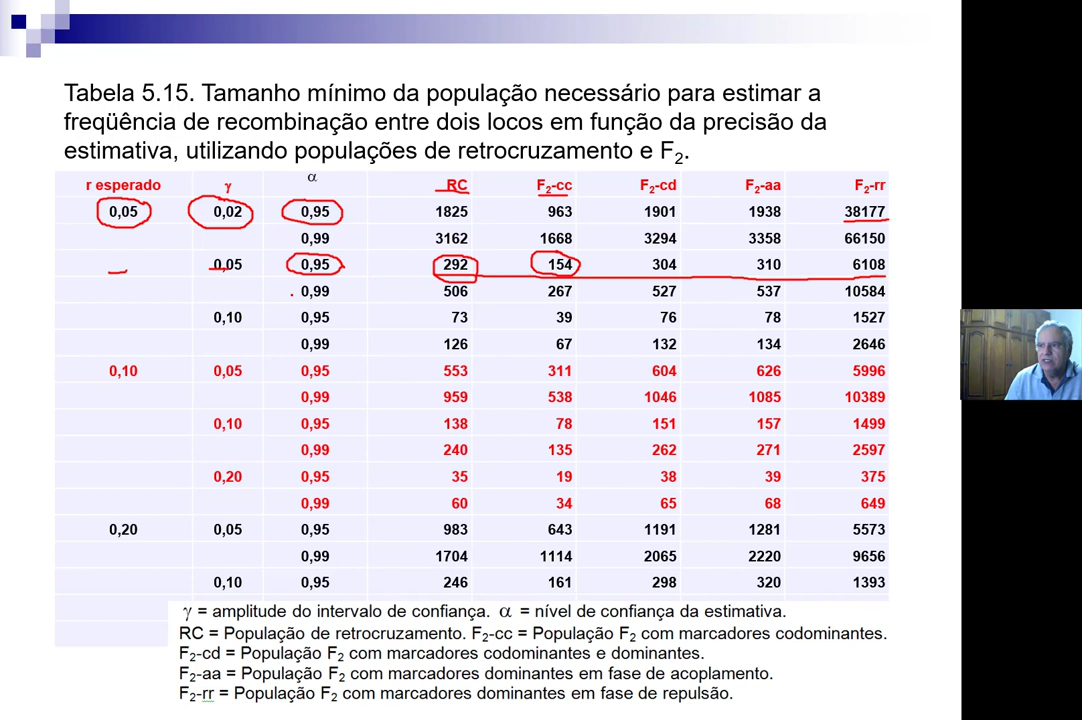 Tabela 5.15. Tamanho mínimo da população necessário para estimar a
freqüência de recombinação entre dois locos em função da precisão da
estimativa, utilizando populações de retrocruzamento e F2.
r esperado γ α RC F2-cc F2-cd F2-aa F2-rr
0,05 0,02 0,95 1825 963 1901 1938 38177
0,99 3162 1668 3294 3358 66150
0,05 0,95 292 154 304 310 6108
0,99 506 267 527 537 10584
0,10 0,95 73 39 76 78 1527
0,99 126 67 132 134 2646
0,10 0,05 0,95 553 311 604 626 5996
0,99 959 538 1046 1085 10389
0,10 0,95 138 78 151 157 1499
0,99 240 135 262 271 2597
0,20 0,95 35 19 38 39 375
0,99 60 34 65 68 649
0,20 0,05 0,95 983 643 1191 1281 5573
0,99 1704 1114 2065 2220 9656
0,10 0,95 246 161 298 320 1393
γ = amplitude do intervalo de confiança. α = nível de confiança da estimativa.
RC = População de retrocruzamento. F2-cc = População F2 com marcadores codominantes.
F2-cd = População F2 com marcadores codominantes e dominantes.
F2-aa = População F2 com marcadores dominantes em fase de acoplamento.
F2-rr = População F2 com marcadores dominantes em fase de repulsão.